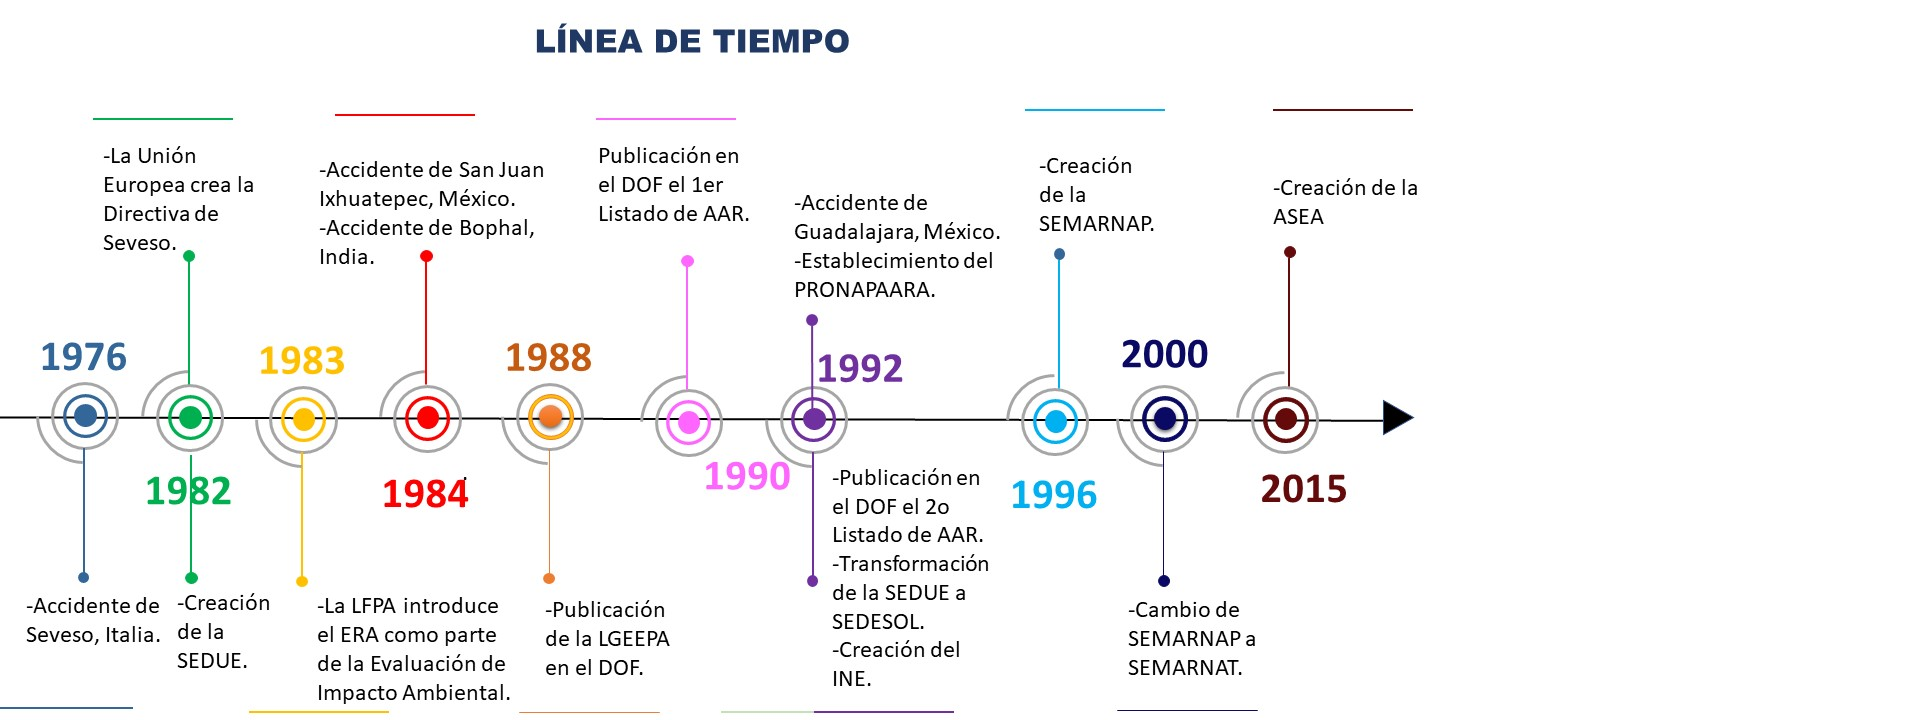 LÍNEA DE TIEMPO
1976
-Accidente de
Seveso, Italia.
-La Unión
Europea crea la
Directiva de
Seveso.
1982
-Creación
de la
SEDUE.
1983
-La LFPA introduce
el ERA como parte
de la Evaluación de
Impacto Ambiental.
-Accidente de San Juan
Ixhuatepec, México.
-Accidente de Bophal,
India.
1984
1988
-Publicación
de la LGEEPA
en el DOF.
Publicación en
el DOF el 1er
Listado de AAR.
1990
-Accidente de
Guadalajara, México.
-Establecimiento del
PRONAPAARA.
1992
-Publicación en
el DOF el 2o
Listado de AAR.
-Transformación
de la SEDUE a
SEDESOL.
-Creación del
INE.
-Creación
de la
SEMARNAP.
1996
2000
-Cambio de
SEMARNAP a
SEMARNAT.
-Creación de la
ASEA
2015